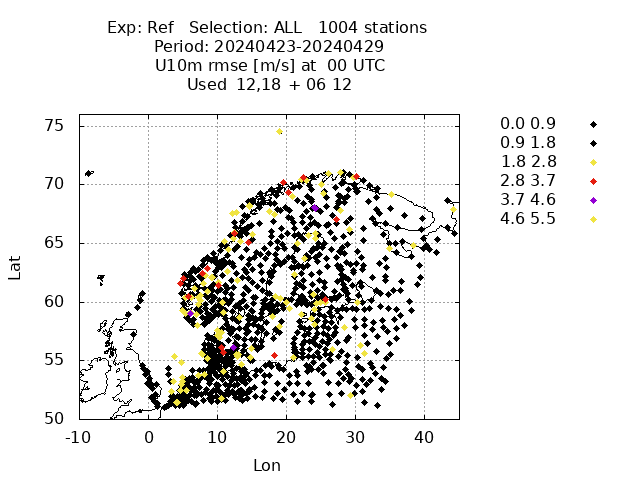 Exp: Ref Selection: ALL 1004 stations
Period: 20240423-20240429
U10m rmse [m/s] at 00 UTC
Used 12,18 + 06 12
75
70
65
60
55
50
Lat
-10 0 10 20 30 40
Lon
0.0 0.9
0.9 1.8
1.8 2.8
2.8 3.7
3.7 4.6
4.6 5.5